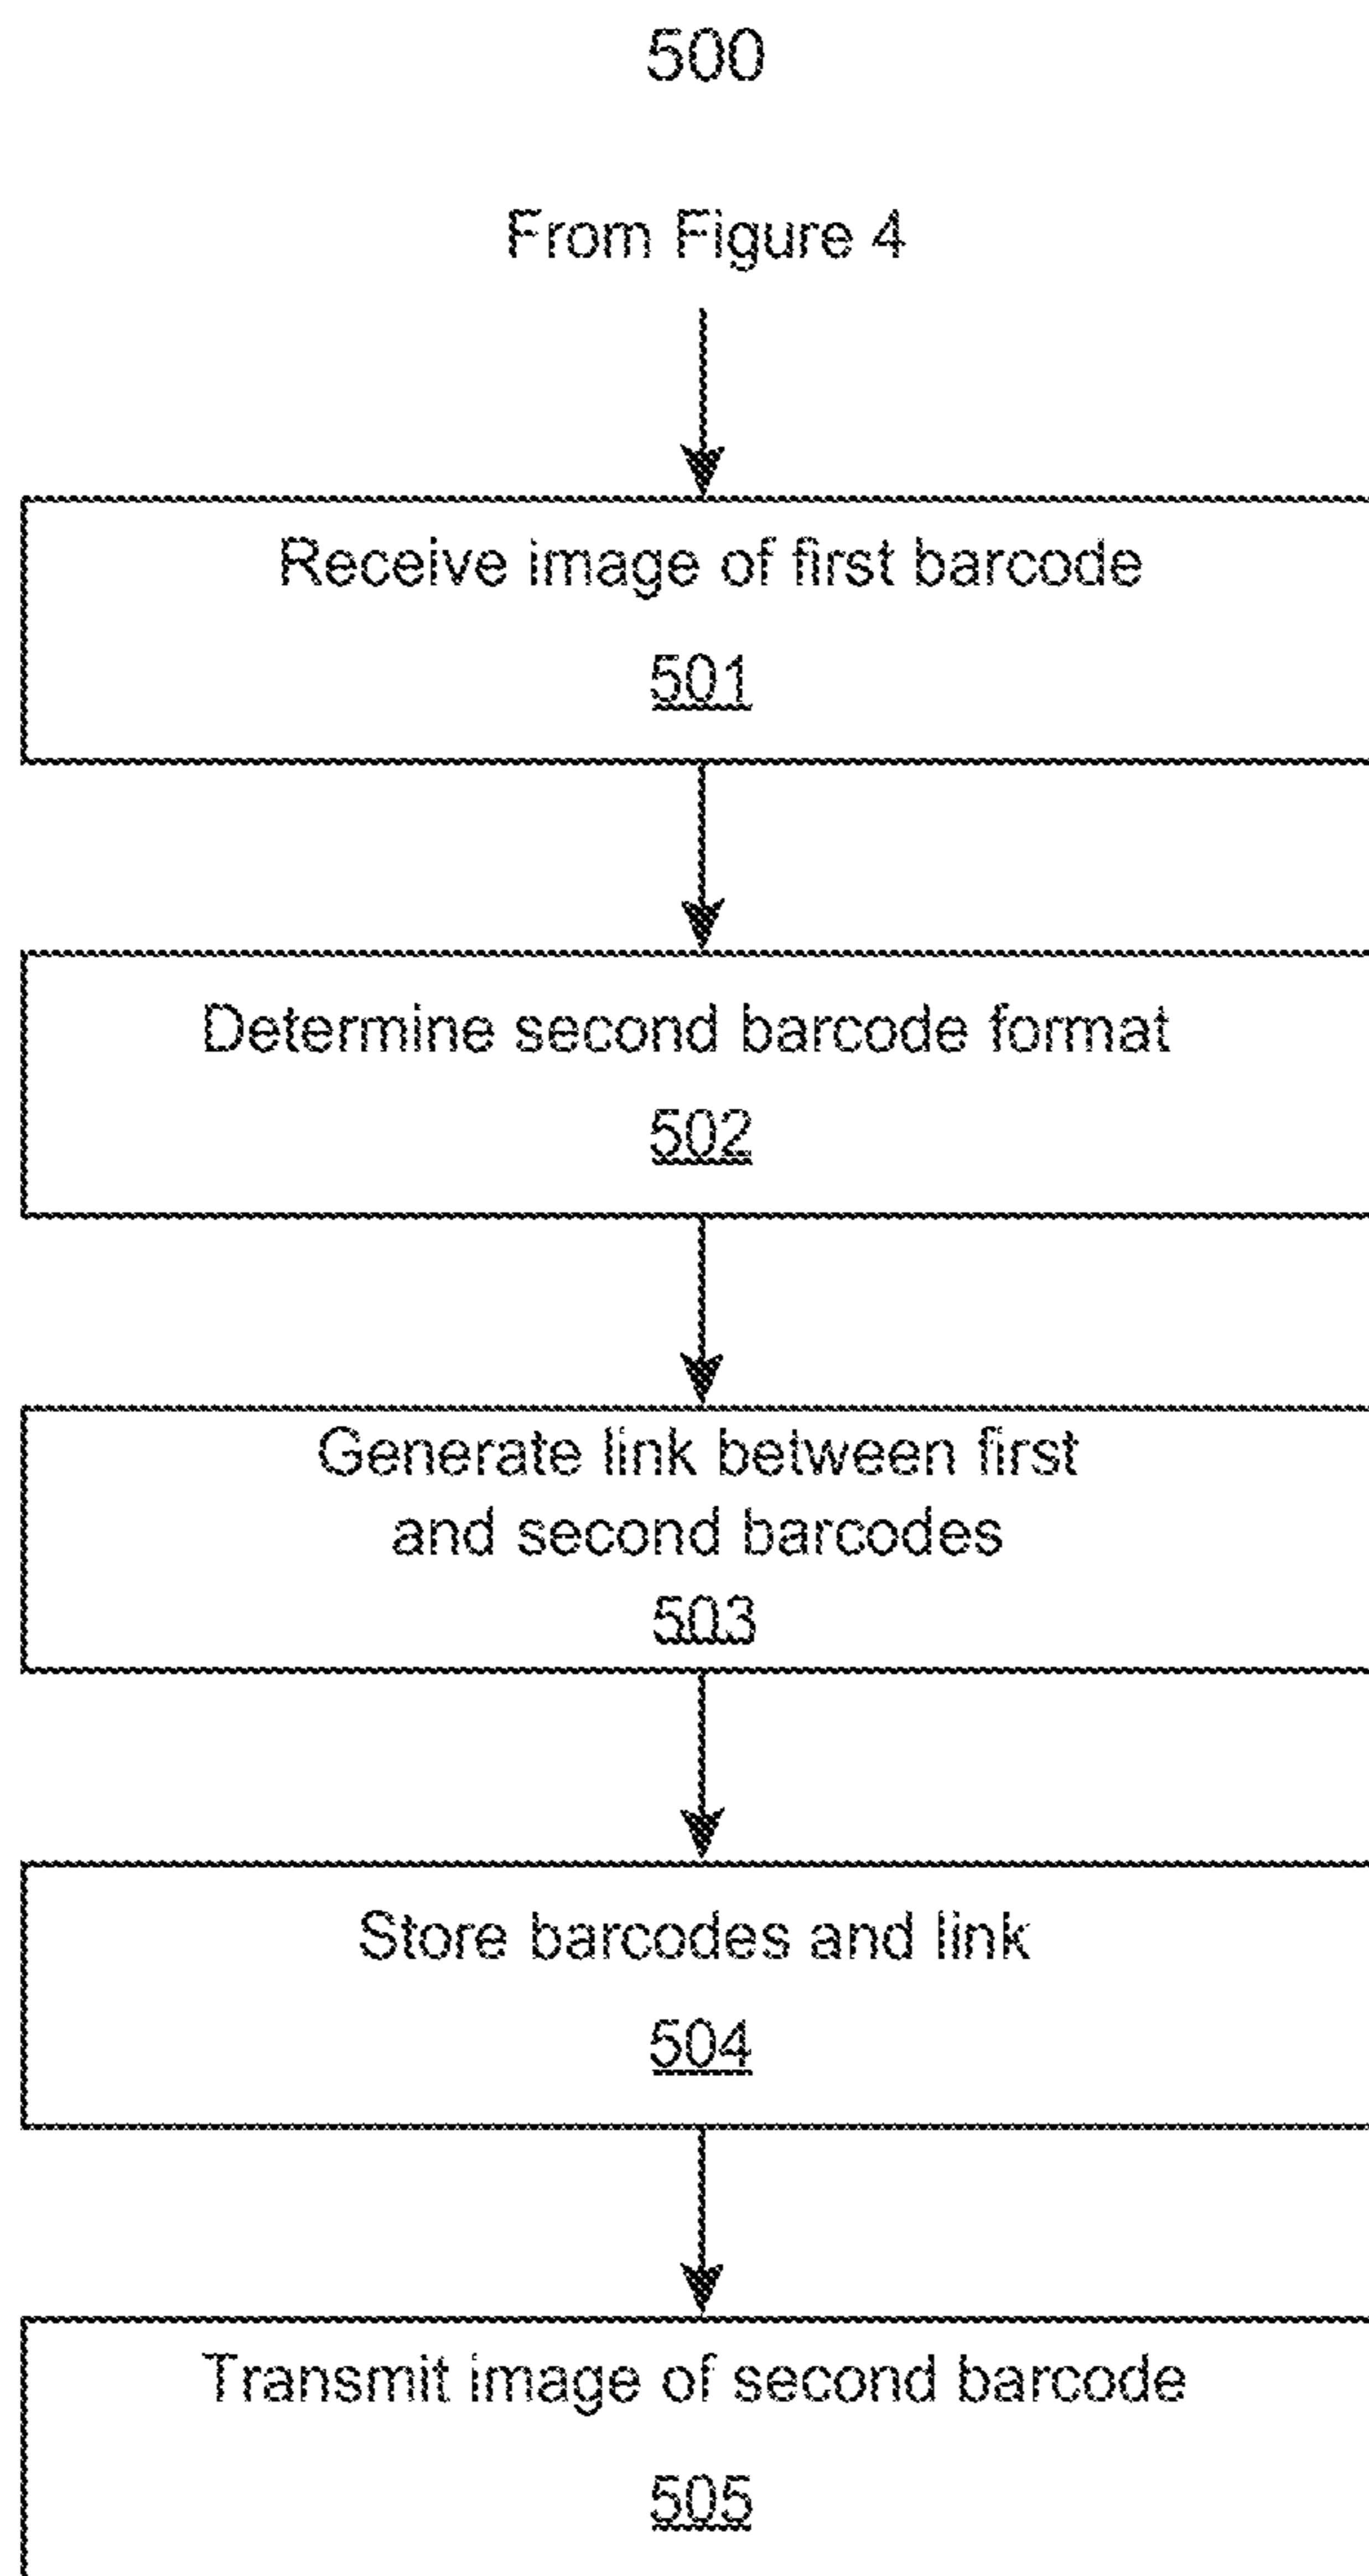 500
From Figure 4
Receive image of first barcode
501
Determine second barcode format
502
Generate link between first
and second barcodes
503
Store barcodes and link
504
Transmit image of second barcode
505